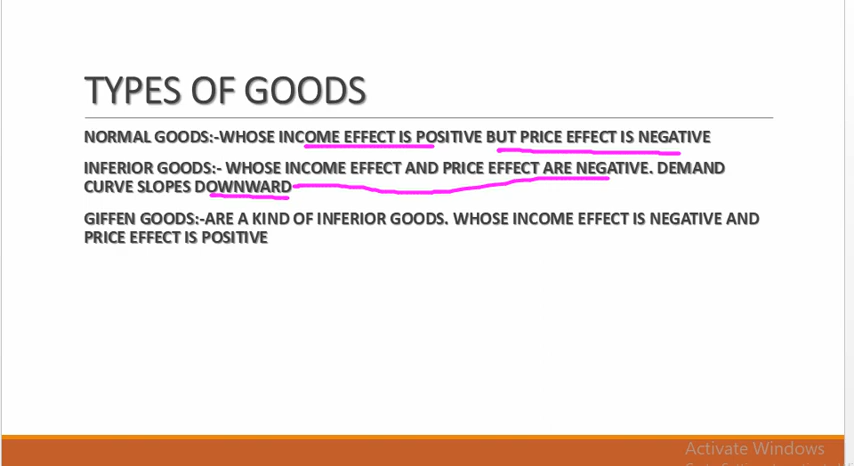 TYPES OF GOODS
NORMAL GOODS:-WHOSE INCOME EFFECT IS POSITIVE BUT PRICE EFFECT IS NEGATIVE
INFERIOR GOODS:- WHOSE INCOME EFFECT AND PRICE EFFECT ARE NEGATIVE. DEMAND
CURVE SLOPES DOWNWARD
GIFFEN GOODS:-ARE A KIND OF INFERIOR GOODS. WHOSE INCOME EFFECT IS NEGATIVE AND
PRICE EFFECT IS POSITIVE
Activate Windows